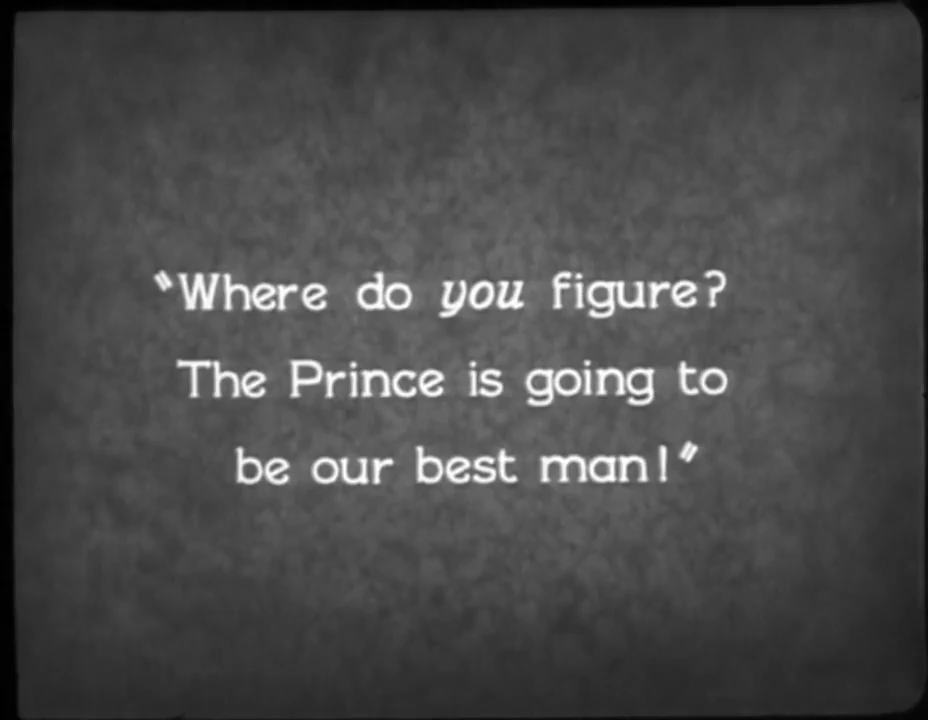 "Where do you figure?
The Prince is going to
be our best man!"